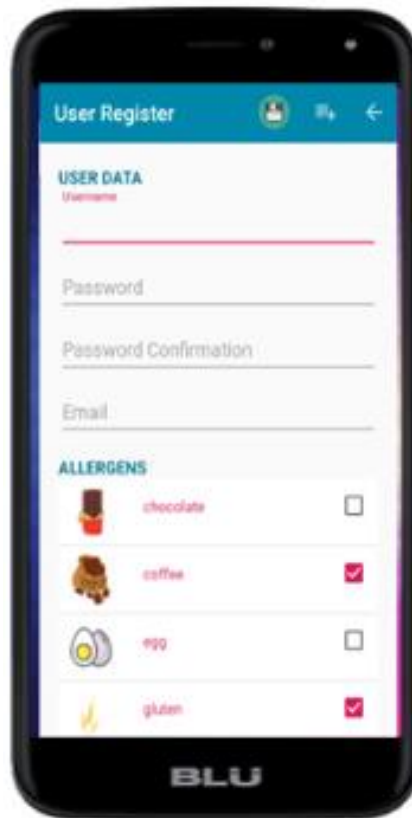 User Register
USER DATA
Username
Password
Password Confirmation
Email
ALLERGENS
chocolate
coffee
egg
gluten
BLU